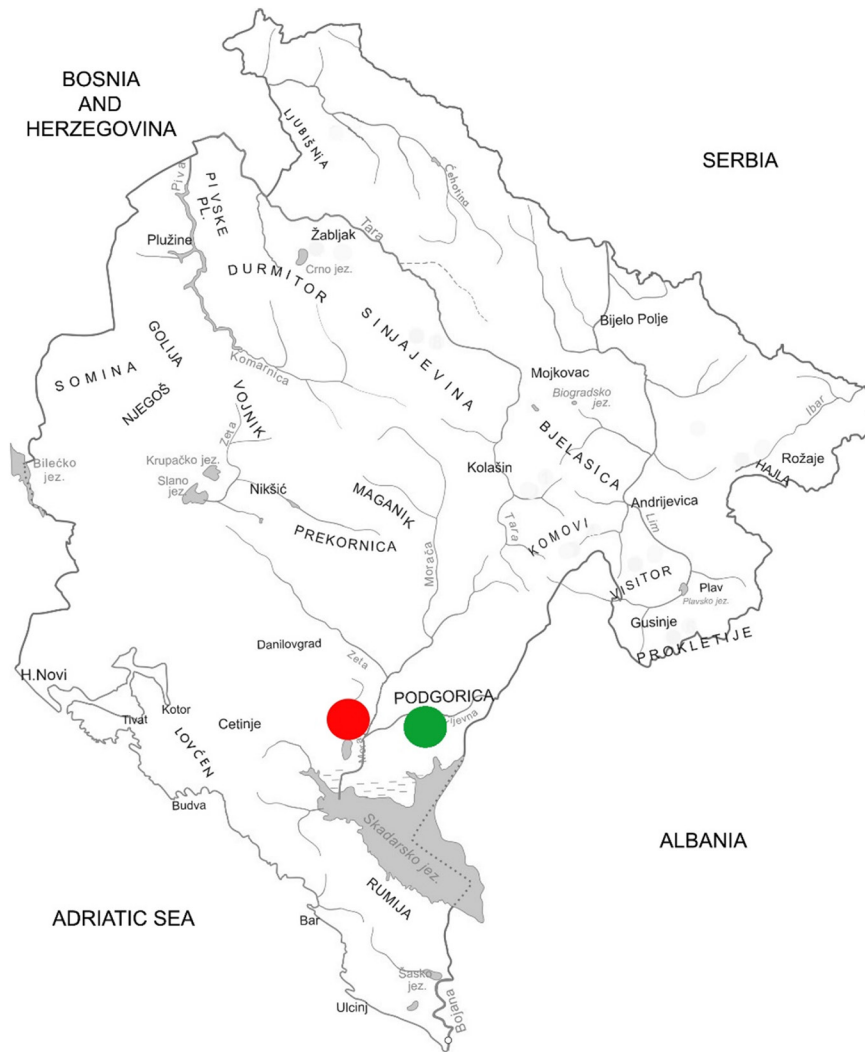 BOSNIA
AND
HERZEGOVINA
SERBIA
LJUBIŠNJA
Ćehotina
Piva
PIVSKE
PL.
Plužine
Tara
Žabljak
Crno jez.
DURMITOR
SINJAJEVINA
GOLIJA
SOMINA
NJEGOŠ
VOJNIK
Komarnica
Bijelo Polje
Mojkovac
Biogradsko
jez.
BJELASICA
Ibar
Rožaje
HAJLA
Bilećko
jez.
Zeta
Krupačko jez.
Slano
jez.
Nikšić
MAGANIK
PREKORNICA
Kolašin
Morača
Tara
KOMOVI
Andrijevica
Lim
VISITOR
Plav
Plavsko jez.
Gusinje
PROKLETIJE
Danilovgrad
Zeta
H.Novi
Kotor
Tivat
LOVĆEN
Cetinje
PODGORICA
Budva
Skadarsko jez.
ALBANIA
RUMIJA
ADRIATIC SEA
Bar
Šasko
jez.
Ulcinj
Bojana